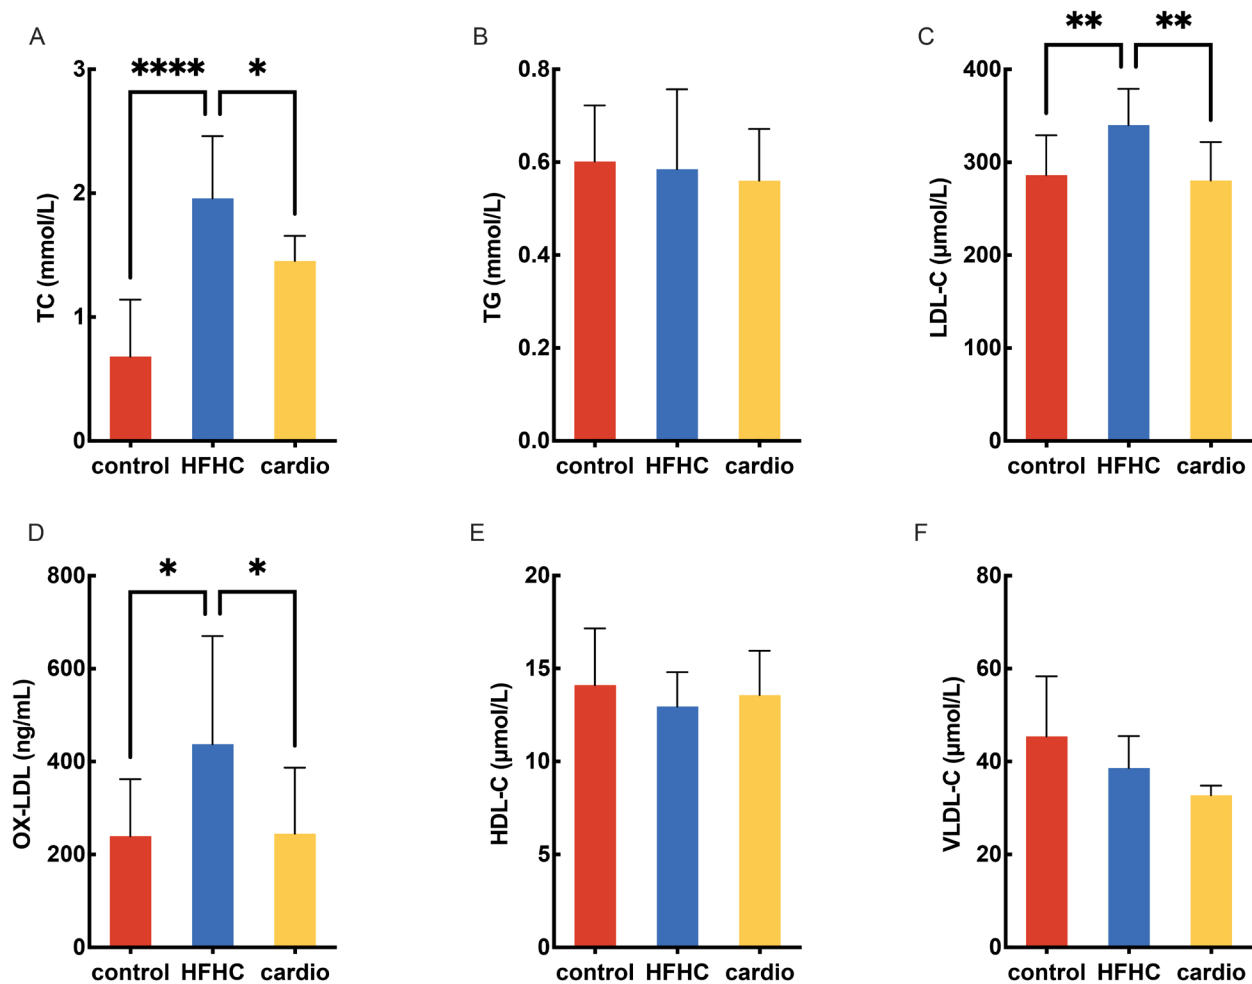 A
**** *
3
2
1
0
TC (mmol/L)
control HFHC cardio
B
0.8
0.6
0.4
0.2
0.0
TG (mmol/L)
control HFHC cardio
C
** **
400
300
200
100
0
LDL-C (µmol/L)
control HFHC cardio
D
* *
800
600
400
200
0
OX-LDL (ng/mL)
control HFHC cardio
E
20
15
10
5
0
HDL-C (µmol/L)
control HFHC cardio
F
80
60
40
20
0
VLDL-C (µmol/L)
control HFHC cardio